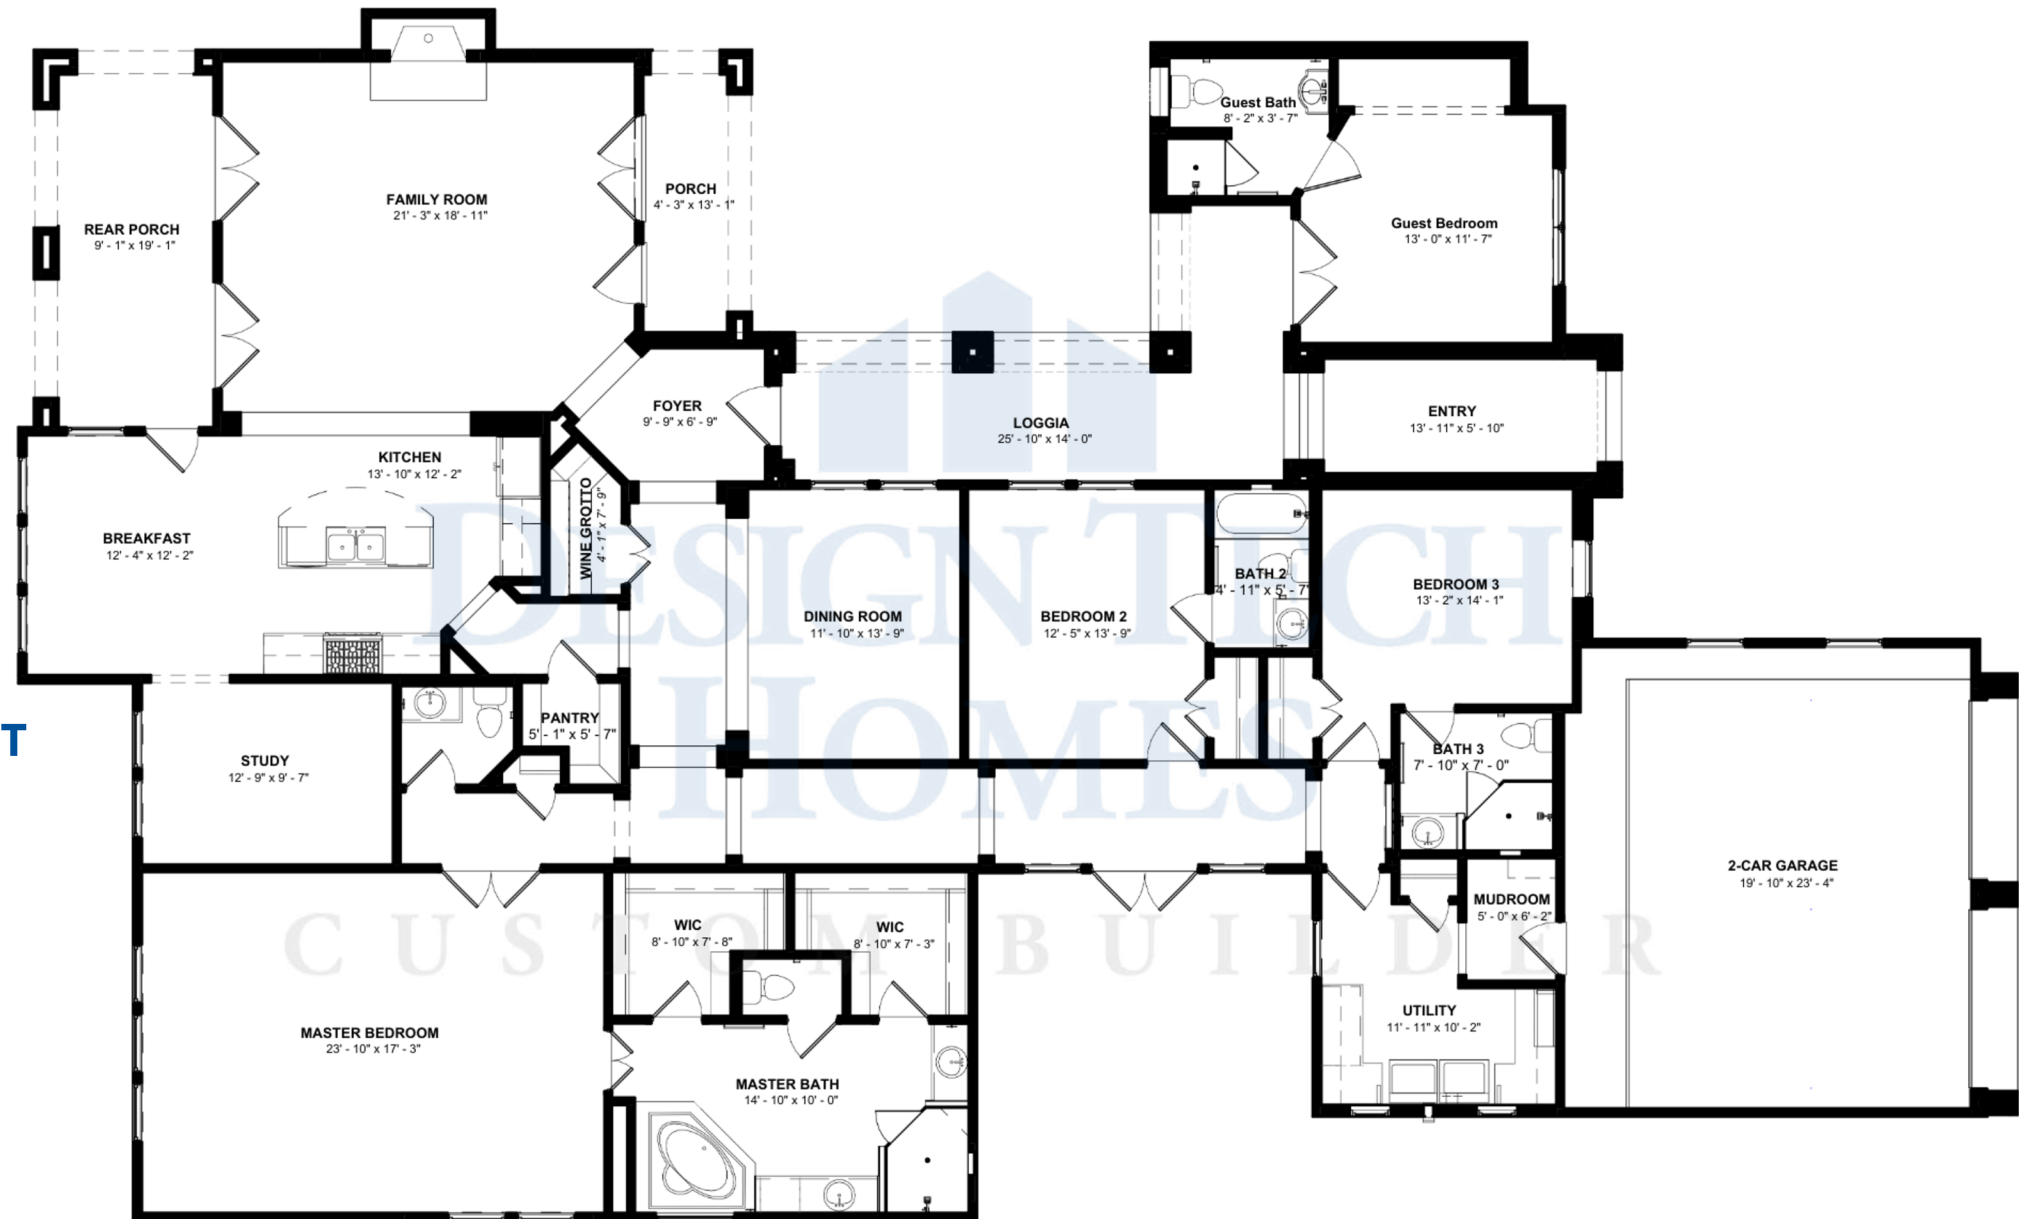 Guest Bath
8' - 2" x 3' - 7"
FAMILY ROOM
21' - 3" x 18' - 11"
PORCH
4' - 3" x 13' - 1"
REAR PORCH
9' - 1" x 19' - 1"
Guest Bedroom
13' - 0" x 11' - 7"
FOYER
9' - 9" x 6' - 9"
LOGGIA
25' - 10" x 14' - 0"
ENTRY
13' - 11" x 5' - 10"
KITCHEN
13' - 10" x 12' - 2"
WINE GROTTO
4' - 1" x 7' - 9"
BREAKFAST
12' - 4" x 12' - 2"
DESIGN TECH
HOMES
CUSTOM BUILDER
DINING ROOM
11' - 10" x 13' - 9"
BEDROOM 2
12' - 5" x 13' - 9"
BATH 2
4' - 11" x 5' - 7"
BEDROOM 3
13' - 2" x 14' - 1"
T
STUDY
12' - 9" x 9' - 7"
PANTRY
5' - 1" x 5' - 7"
BATH 3
7' - 10" x 7' - 0"
2-CAR GARAGE
19' - 10" x 23' - 4"
MUDROOM
5' - 0" x 6' - 2"
WIC
8' - 10" x 7' - 8"
WIC
8' - 10" x 7' - 3"
UTILITY
11' - 11" x 10' - 2"
MASTER BEDROOM
23' - 10" x 17' - 3"
MASTER BATH
14' - 10" x 10' - 0"